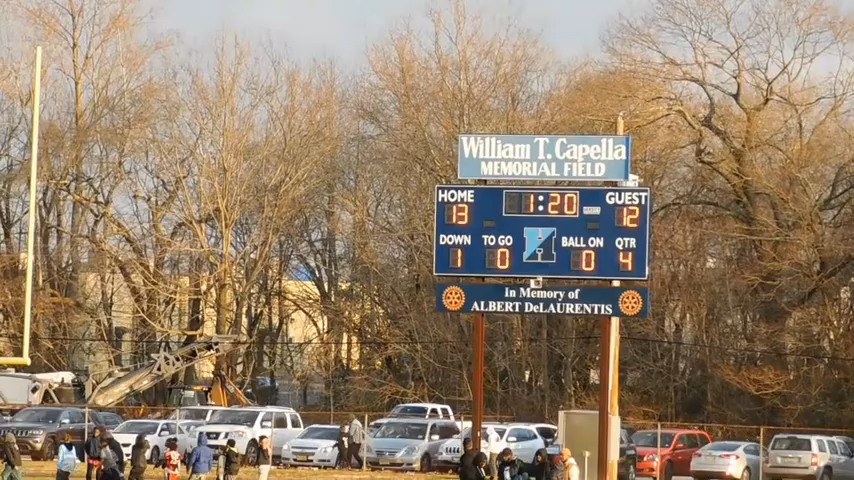 William T. Capella
MEMORIAL FIELD
HOME 1:20 GUEST
13 12
DOWN TO GO BALL ON QTR
1 0 H 0 4
In Memory of
ALBERT DeLAURENTIS